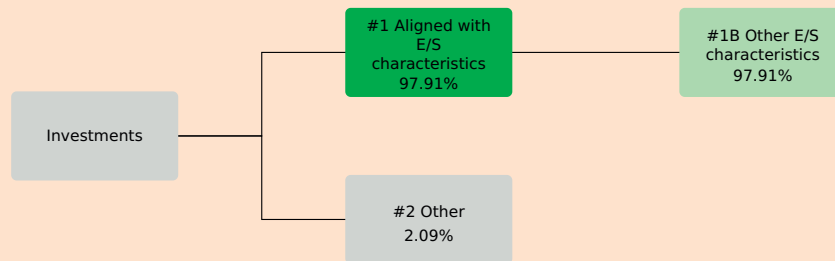 #1 Aligned with
E/S
characteristics
97.91%
#1B Other E/S
characteristics
97.91%
Investments
#2 Other
2.09%